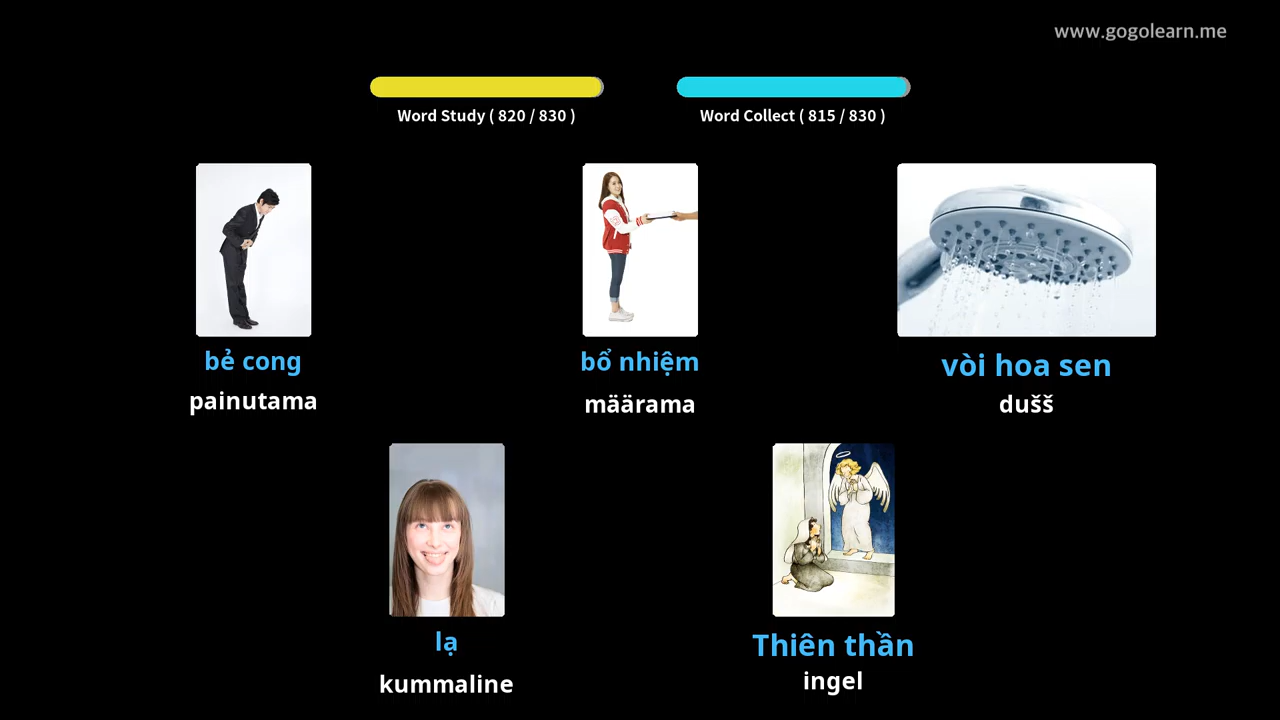 www.gogolearn.me
Word Study ( 820 / 830 )
Word Collect ( 815 / 830 )
bẻ cong
painutama
bổ nhiệm
määrama
vòi hoa sen
dušš
lạ
kummaline
Thiên thần
ingel